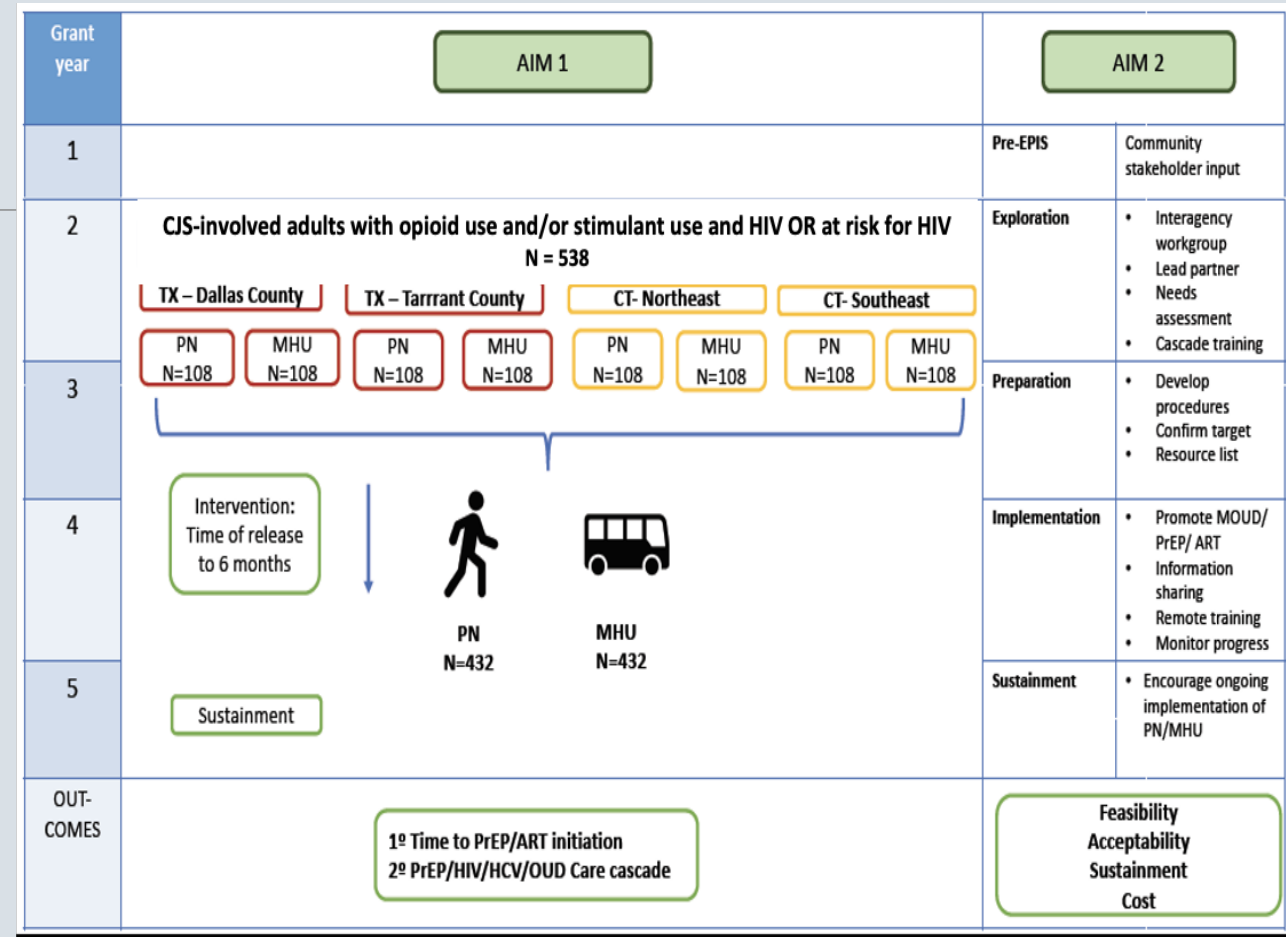 Grant
year
AIM 1
AIM 2
1
Pre-EPIS
Community
stakeholder input
2
CJS-involved adults with opioid use and/or stimulant use and HIV OR at risk for HIV
N = 538
TX – Dallas County
TX – Tarrrant County
CT- Northeast
CT- Southeast
PN
N=108
MHU
N=108
PN
N=108
MHU
N=108
PN
N=108
MHU
N=108
PN
N=108
MHU
N=108
Exploration
• Interagency
workgroup
• Lead partner
• Needs
assessment
• Cascade training
3
Preparation
• Develop
procedures
• Confirm target
• Resource list
4
Intervention:
Time of release
to 6 months
PN
N=432
MHU
N=432
Implementation
• Promote MOUD/
PrEP/ ART
• Information
sharing
• Remote training
• Monitor progress
5
Sustainment
Sustainment
• Encourage ongoing
implementation of
PN/MHU
OUT-
COMES
1º Time to PrEP/ART initiation
2º PrEP/HIV/HCV/OUD Care cascade
Feasibility
Acceptability
Sustainment
Cost